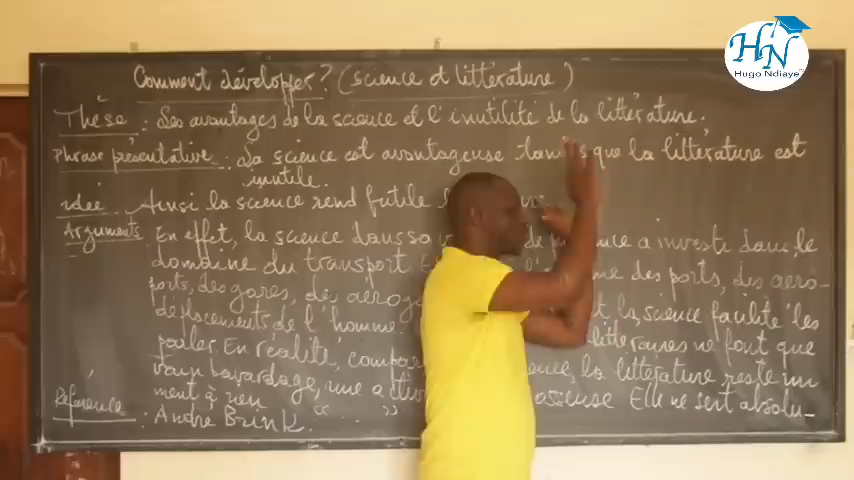 HN
Hugo Ndiaye
Comment développer? (science et littérature)
Thèse : Les avantages de la science et l'inutilité de la littérature.
Phrase présentative : La science est avantageuse tandis que la littérature est
inutile.
idée Ainsi la science rend futile
Arguments En effet, la science dans sa de a investi dans le
domaine du transport. des ports, des aéro-
ports, des gares, des la science facilite les
déplacements de l'homme. littéraires ne font que
parler. En réalité, la littérature reste un
vain bavardage, une Elle ne sert absolu-
ment à rien
Référence : André Brink. " . . . "